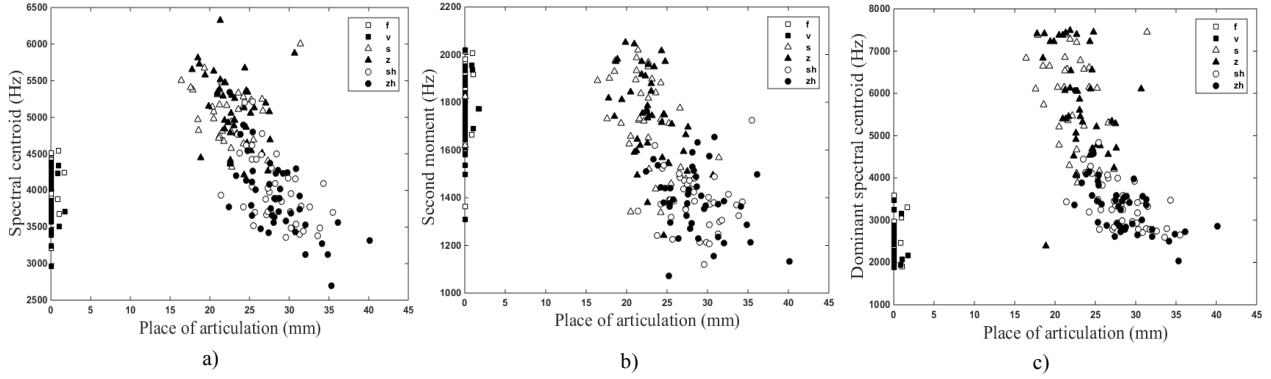 Spectral centroid (Hz)
6500
6000
5500
5000
4500
4000
3500
3000
2500
0
5
10
15
20
25
30
35
40
45
Place of articulation (mm)
f
v
s
z
sh
zh
a)
Second moment (Hz)
2200
2000
1800
1600
1400
1200
1000
0
5
10
15
20
25
30
35
40
45
Place of articulation (mm)
f
v
s
z
sh
zh
b)
Dominant spectral centroid (Hz)
8000
7000
6000
5000
4000
3000
2000
1000
0
5
10
15
20
25
30
35
40
45
Place of articulation (mm)
f
v
s
z
sh
zh
c)